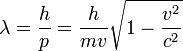 λ = h/p = h/(mv) √(1 − v²/c²)